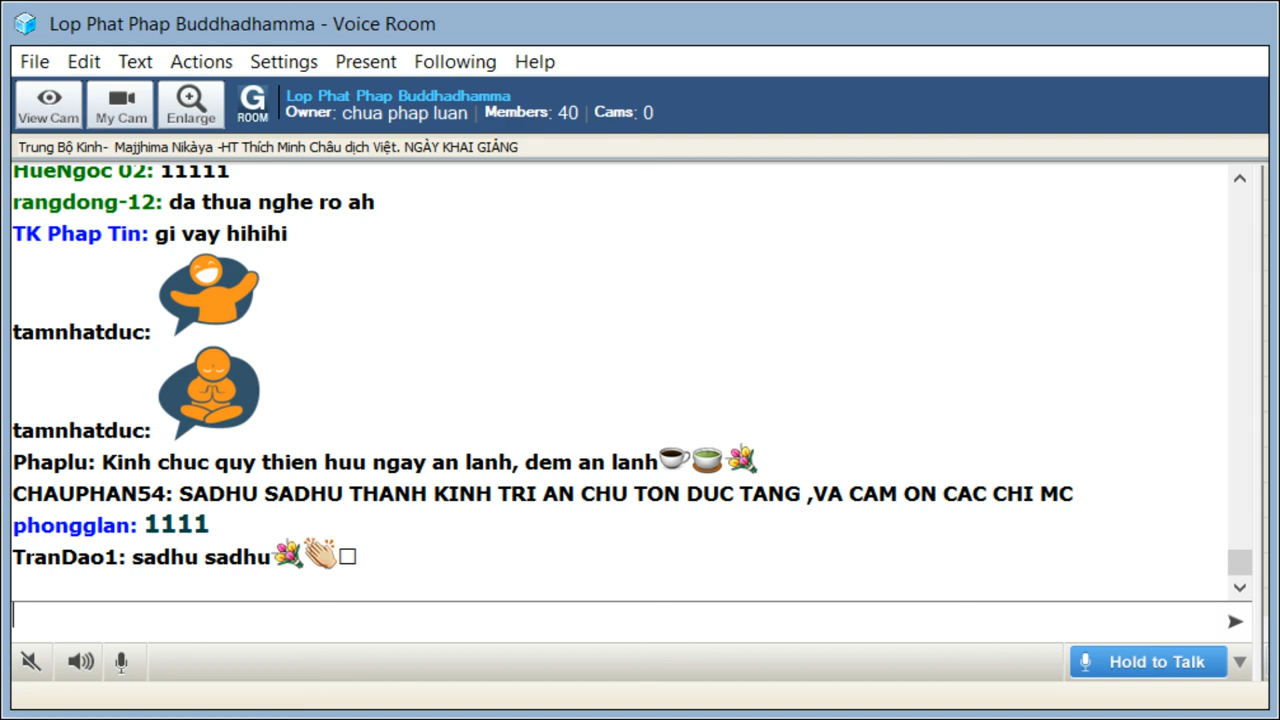 Lop Phat Phap Buddhadhamma - Voice Room
File Edit Text Actions Settings Present Following Help
View Cam My Cam Enlarge G ROOM
Lop Phat Phap Buddhadhamma
Owner: chua phap luan | Members: 40 | Cams: 0
Trung Bộ Kinh- Majjhima Nikàya -HT Thích Minh Châu dịch Việt. NGÀY KHAI GIẢNG
HueNgoc 02: 11111
rangdong-12: da thua nghe ro ah
TK Phap Tin: gi vay hihihi
tamnhatduc:
tamnhatduc:
Phaplu: Kinh chuc quy thien huu ngay an lanh, dem an lanh
CHAUPHAN54: SADHU SADHU THANH KINH TRI AN CHU TON DUC TANG ,VA CAM ON CAC CHI MC
phongglan: 1111
TranDao1: sadhu sadhu
Hold to Talk